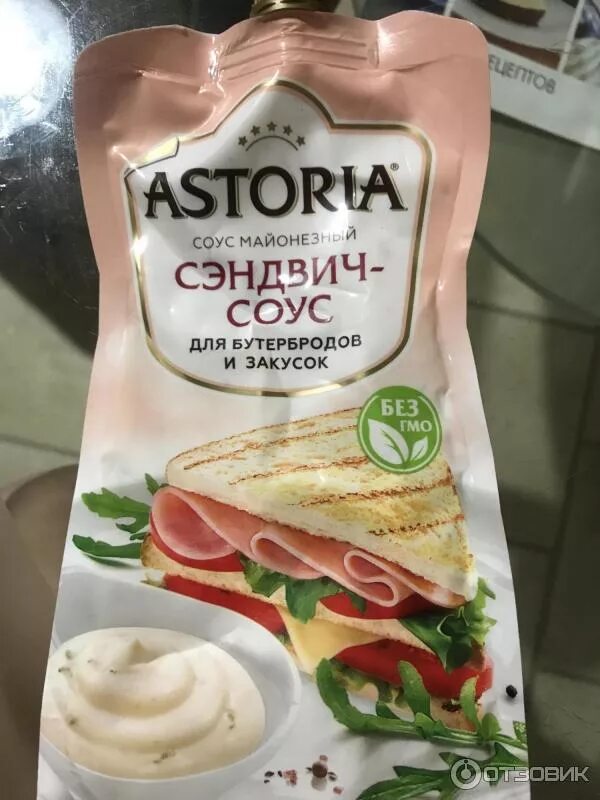 ЕЦЕПТОВ
ASTORIA®
СОУС МАЙОНЕЗНЫЙ
СЭНДВИЧ-
СОУС
ДЛЯ БУТЕРБРОДОВ
И ЗАКУСОК
БЕЗ
ГМО
ОТЗОВИК